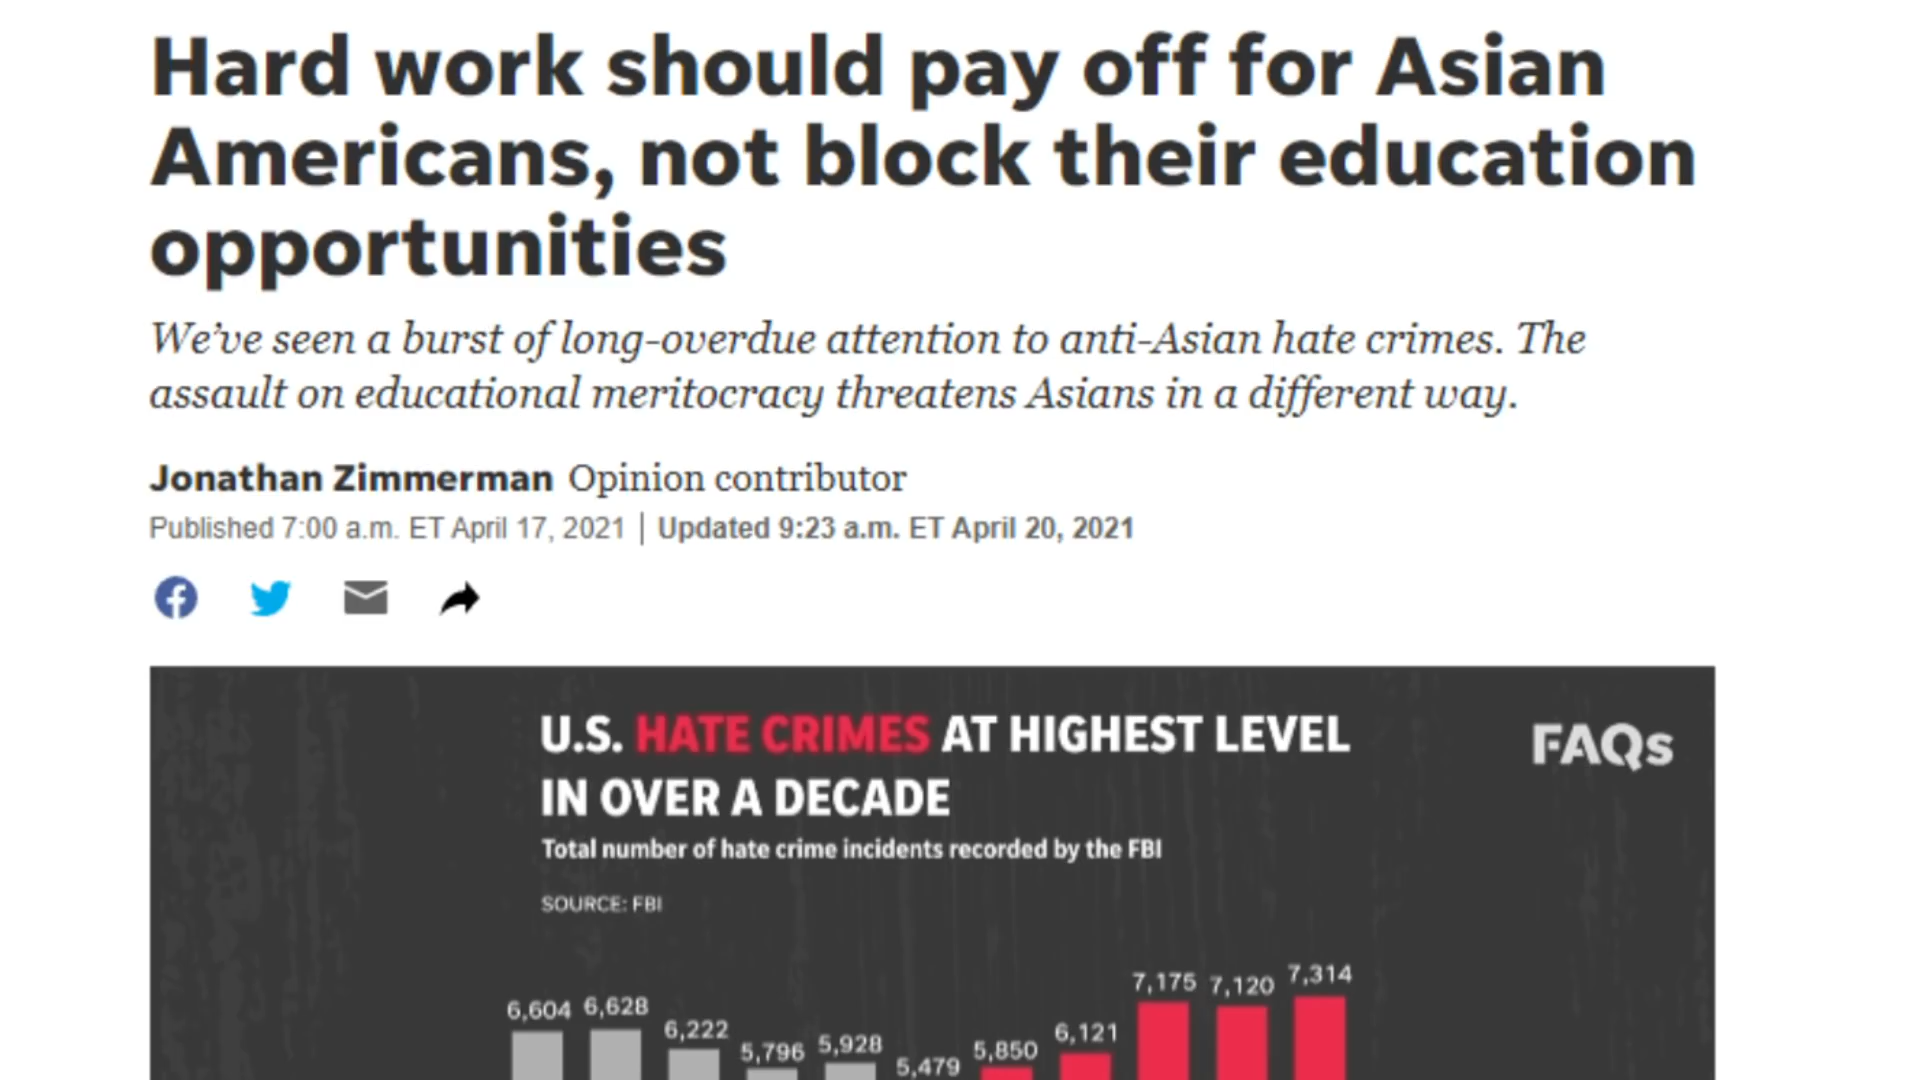 Hard work should pay off for Asian
Americans, not block their education
opportunities
We've seen a burst of long-overdue attention to anti-Asian hate crimes. The
assault on educational meritocracy threatens Asians in a different way.
Jonathan Zimmerman Opinion contributor
Published 7:00 a.m. ET April 17, 2021 | Updated 9:23 a.m. ET April 20, 2021
U.S. HATE CRIMES AT HIGHEST LEVEL
IN OVER A DECADE
FAQs
Total number of hate crime incidents recorded by the FBI
SOURCE: FBI
6,604 6,628 6,222 5,796 5,928 5,479 5,850 6,121 7,175 7,120 7,314